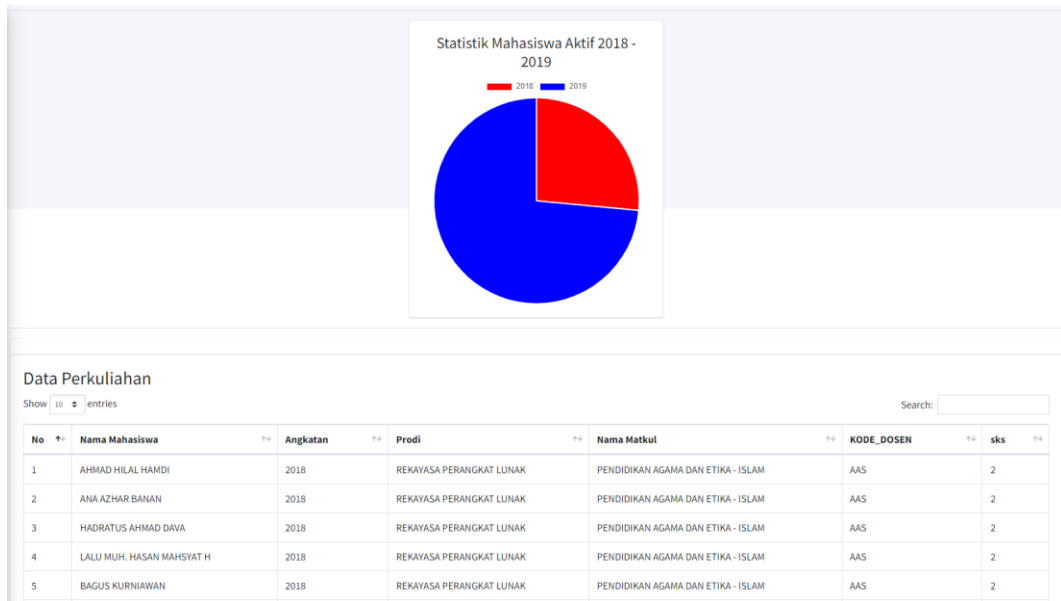 Statistik Mahasiswa Aktif 2018 -
2019
2018 2019
Data Perkuliahan
Show 10 entries Search:
No Nama Mahasiswa Angkatan Prodi Nama Matkul KODE_DOSEN sks
1 AHMAD HILAL HAMDI 2018 REKAYASA PERANGKAT LUNAK PENDIDIKAN AGAMA DAN ETIKA - ISLAM AAS 2
2 ANA AZHAR BANAN 2018 REKAYASA PERANGKAT LUNAK PENDIDIKAN AGAMA DAN ETIKA - ISLAM AAS 2
3 HADRATUS AHMAD DAVA 2018 REKAYASA PERANGKAT LUNAK PENDIDIKAN AGAMA DAN ETIKA - ISLAM AAS 2
4 LALU MUH. HASAN MAHSYAT H 2018 REKAYASA PERANGKAT LUNAK PENDIDIKAN AGAMA DAN ETIKA - ISLAM AAS 2
5 BAGUS KURNIAWAN 2018 REKAYASA PERANGKAT LUNAK PENDIDIKAN AGAMA DAN ETIKA - ISLAM AAS 2